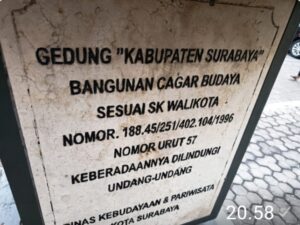 GEDUNG "KABUPATEN SURABAYA"
BANGUNAN CAGAR BUDAYA
SESUAI SK WALIKOTA
NOMOR. 188.45/251/402.104/1996
NOMOR URUT 57
KEBERADAANNYA DILINDUNGI
UNDANG-UNDANG
DINAS KEBUDAYAAN & PARIWISATA
KOTA SURABAYA
20.58